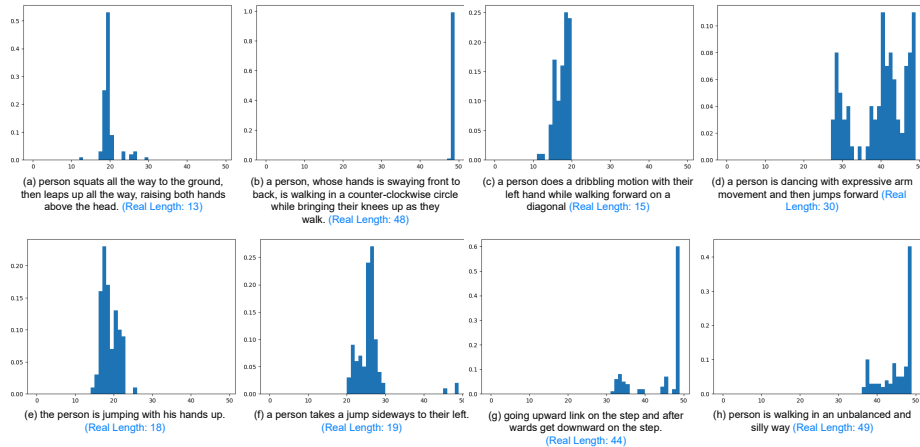 0.5
0.4
0.3
0.2
0.1
0.0
0 10 20 30 40 50
(a) person squats all the way to the ground,
then leaps up all the way, raising both hands
above the head. (Real Length: 13)
1.0
0.8
0.6
0.4
0.2
0.0
0 10 20 30 40 50
(b) a person, whose hands is swaying front to
back, is walking in a counter-clockwise circle
while bringing their knees up as they
walk. (Real Length: 48)
0.25
0.20
0.15
0.10
0.05
0.00
0 10 20 30 40 50
(c) a person does a dribbling motion with their
left hand while walking forward on a
diagonal (Real Length: 15)
0.10
0.08
0.06
0.04
0.02
0.00
0 10 20 30 40 50
(d) a person is dancing with expressive arm
movement and then jumps forward (Real
Length: 30)
0.20
0.15
0.10
0.05
0.00
0 10 20 30 40 50
(e) the person is jumping with his hands up.
(Real Length: 18)
0.25
0.20
0.15
0.10
0.05
0.00
0 10 20 30 40 50
(f) a person takes a jump sideways to their left.
(Real Length: 19)
0.6
0.5
0.4
0.3
0.2
0.1
0.0
0 10 20 30 40 50
(g) going upward link on the step and after
wards get downward on the step.
(Real Length: 44)
0.4
0.3
0.2
0.1
0.0
0 10 20 30 40 50
(h) person is walking in an unbalanced and
silly way (Real Length: 49)